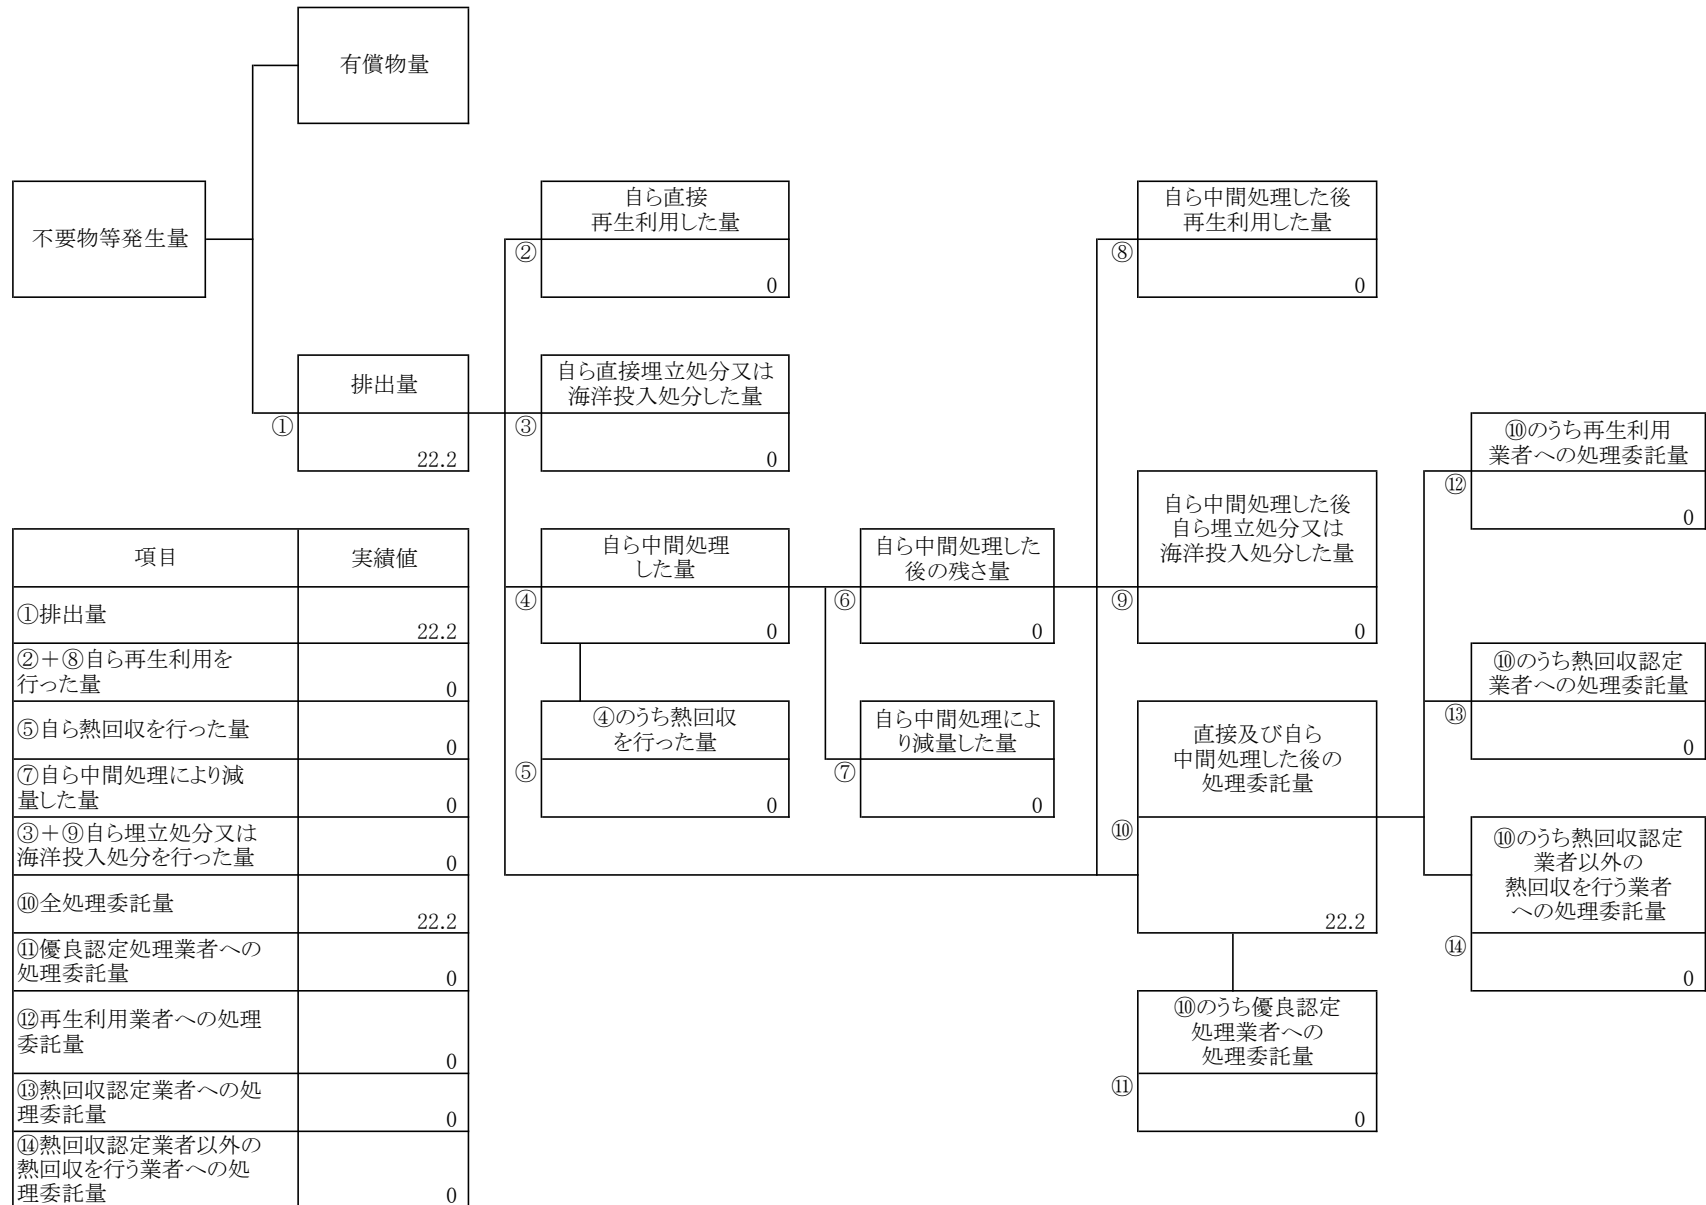 有償物量
不要物等発生量
排出量
①
22.2
自ら直接
再生利用した量
②
0
自ら直接埋立処分又は
海洋投入処分した量
③
0
自ら中間処理
した量
④
0
④のうち熱回収
を行った量
⑤
0
自ら中間処理した
後の残さ量
⑥
0
自ら中間処理によ
り減量した量
⑦
0
自ら中間処理した後
再生利用した量
⑧
0
自ら中間処理した後
自ら埋立処分又は
海洋投入処分した量
⑨
0
直接及び自ら
中間処理した後の
処理委託量
⑩
22.2
⑩のうち優良認定
処理業者への
処理委託量
⑪
0
⑩のうち再生利用
業者への処理委託量
⑫
0
⑩のうち熱回収認定
業者への処理委託量
⑬
0
⑩のうち熱回収認定
業者以外の
熱回収を行う業者
への処理委託量
⑭
0
項目 実績値
①排出量
22.2
②＋⑧自ら再生利用を
行った量 0
⑤自ら熱回収を行った量
0
⑦自ら中間処理により減
量した量 0
③＋⑨自ら埋立処分又は
海洋投入処分を行った量 0
⑩全処理委託量
22.2
⑪優良認定処理業者への
処理委託量 0
⑫再生利用業者への処理
委託量
0
⑬熱回収認定業者への処
理委託量 0
⑭熱回収認定業者以外の
熱回収を行う業者への処
理委託量 0